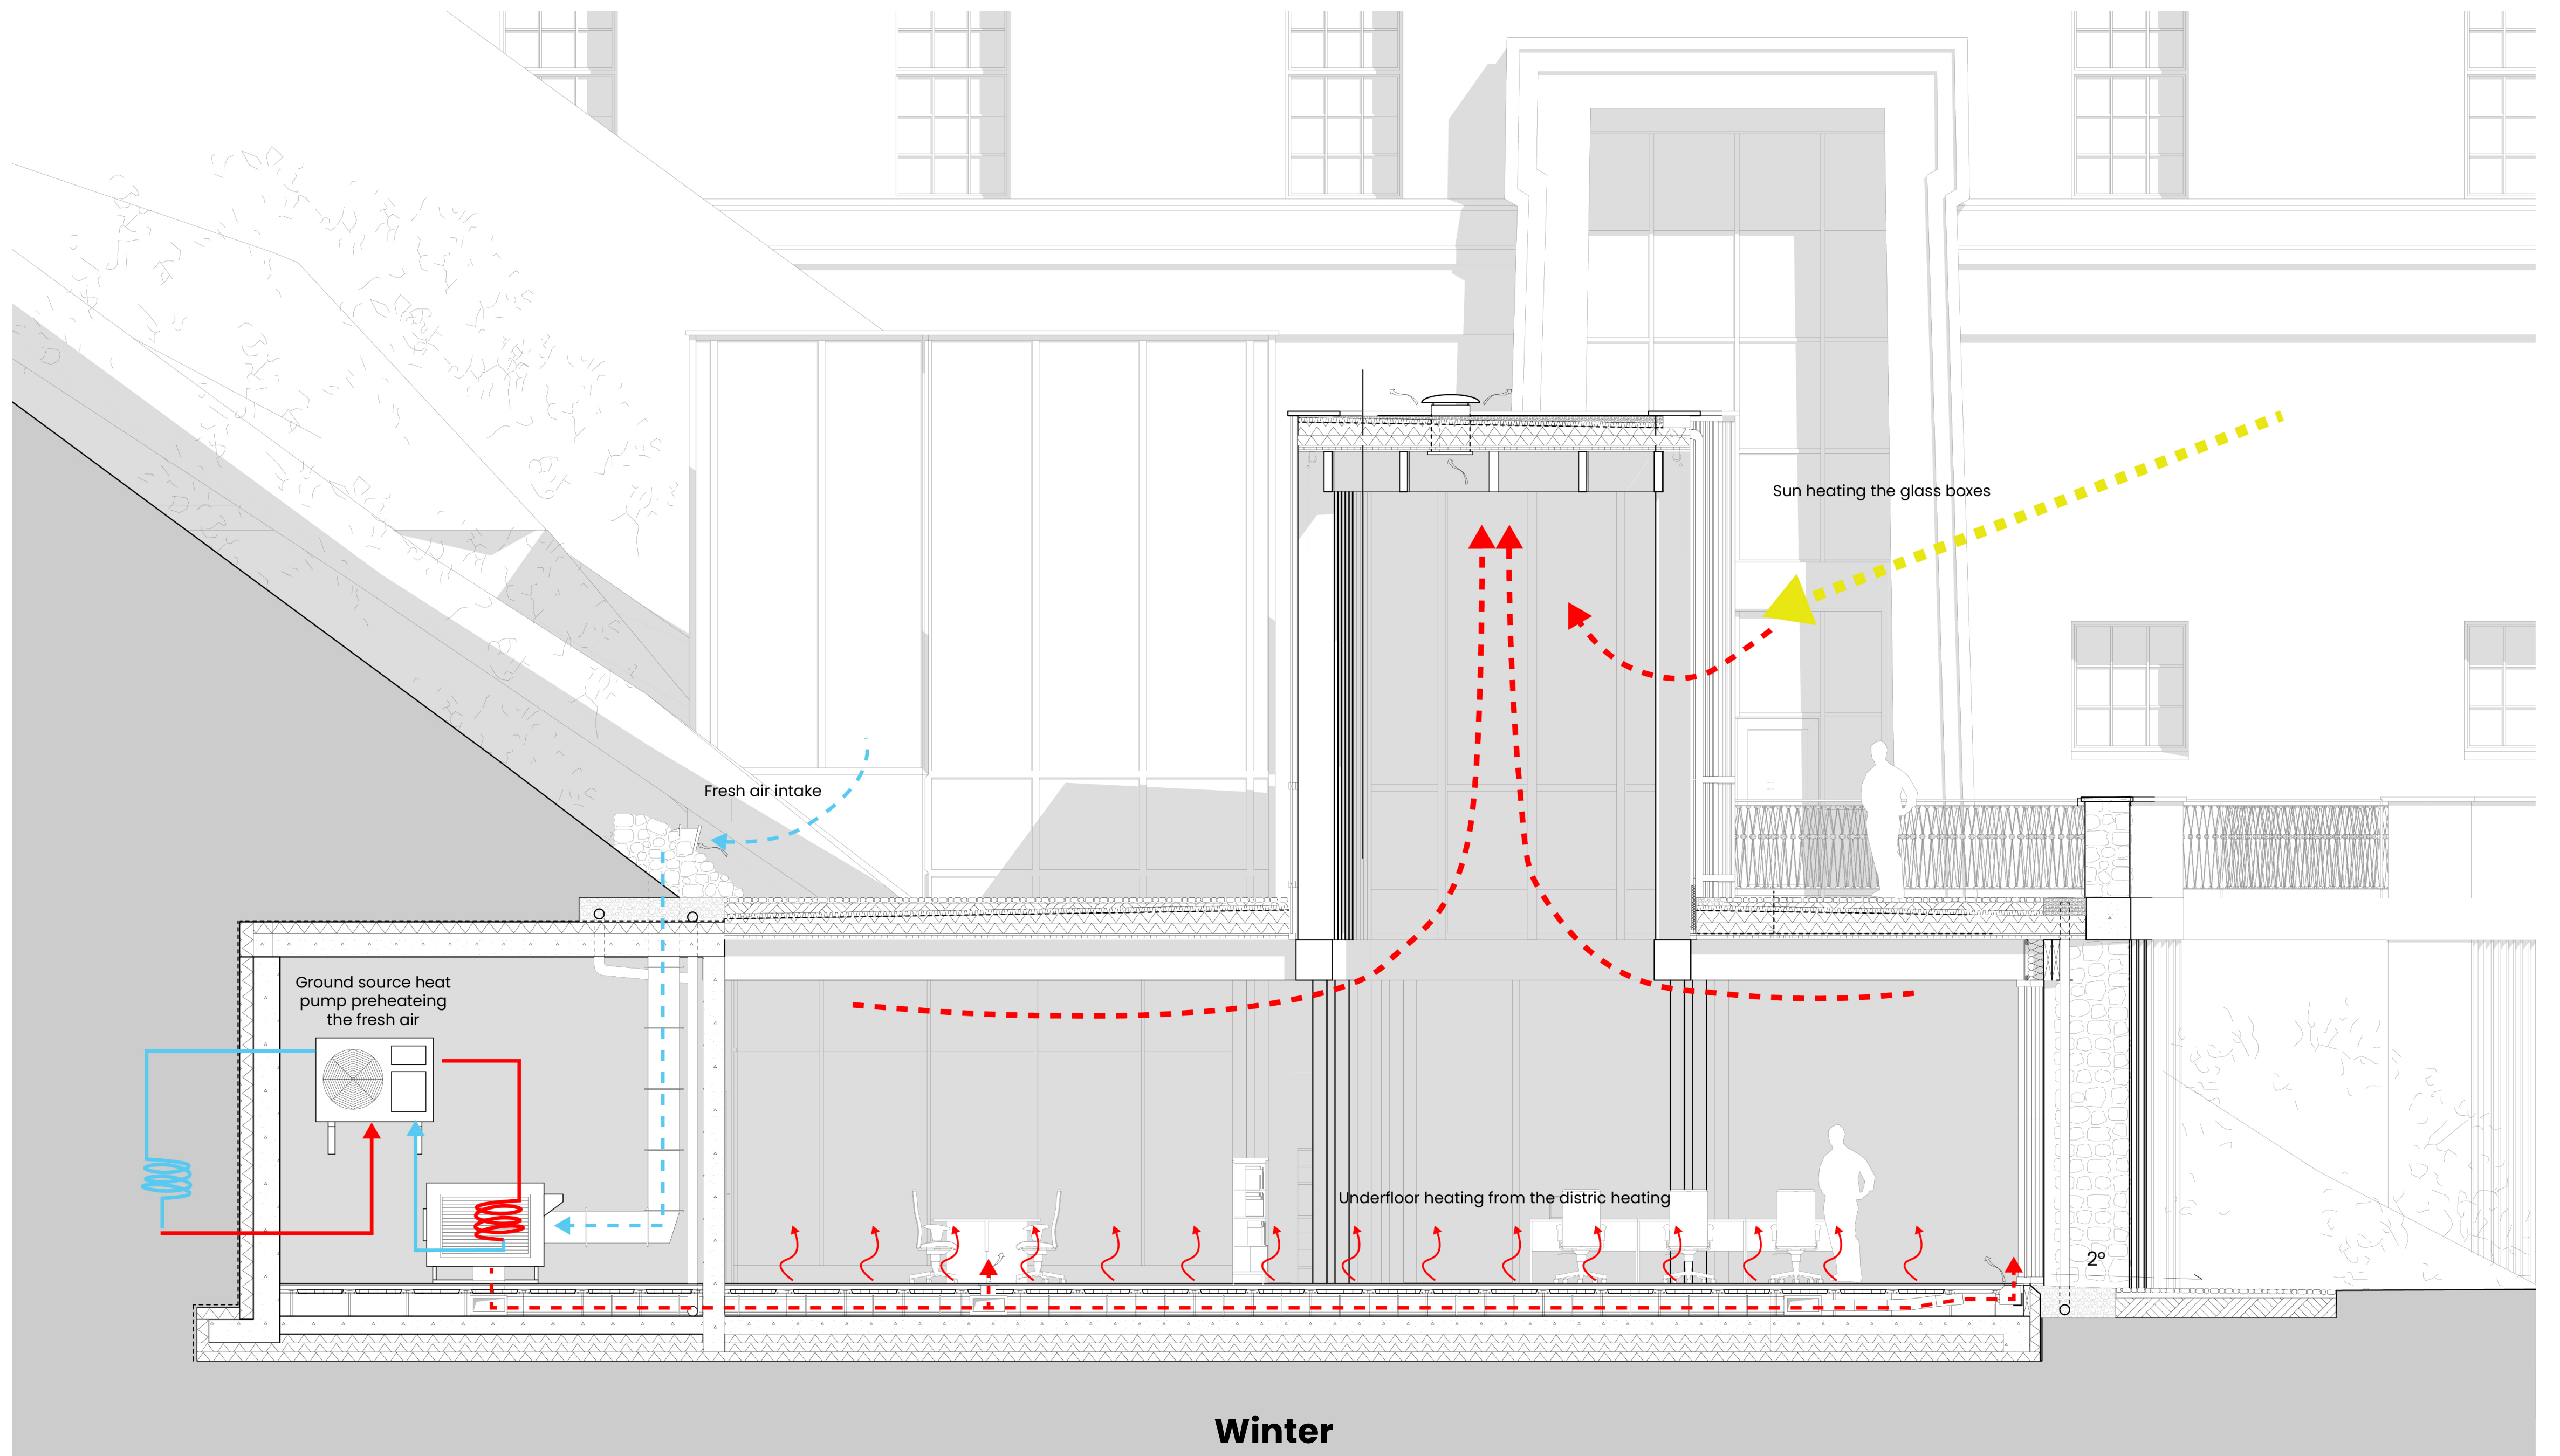 Sun heating the glass boxes
Fresh air intake
Ground source heat
pump preheateing
the fresh air
Underfloor heating from the distric heating
2º
Winter